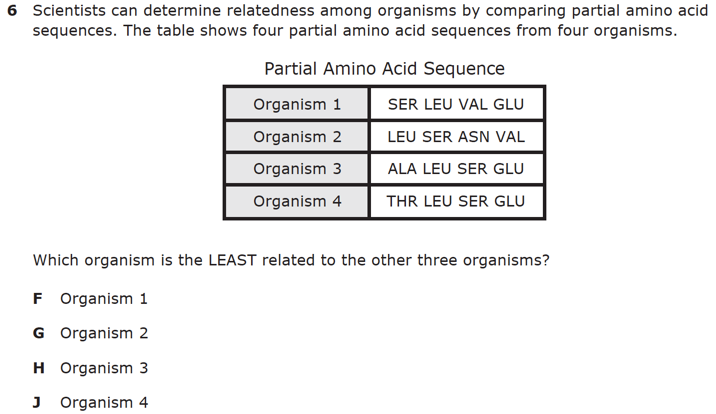 6 Scientists can determine relatedness among organisms by comparing partial amino acid
sequences. The table shows four partial amino acid sequences from four organisms.
Partial Amino Acid Sequence
Organism 1 SER LEU VAL GLU
Organism 2 LEU SER ASN VAL
Organism 3 ALA LEU SER GLU
Organism 4 THR LEU SER GLU
Which organism is the LEAST related to the other three organisms?
F Organism 1
G Organism 2
H Organism 3
J Organism 4